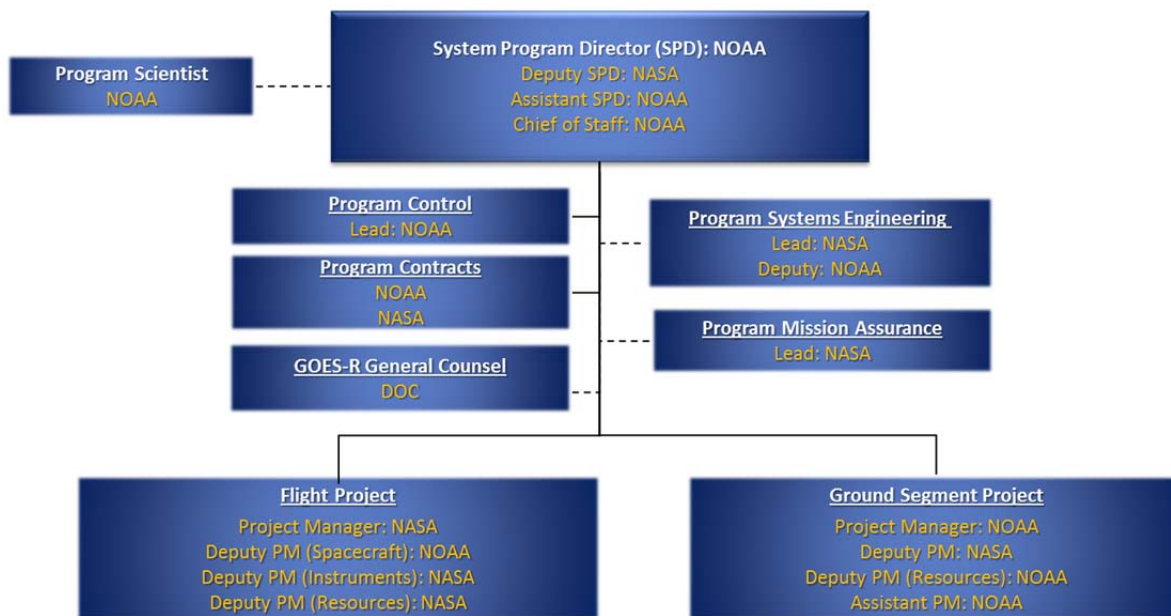 System Program Director (SPD): NOAA
Deputy SPD: NASA
Assistant SPD: NOAA
Chief of Staff: NOAA
Program Scientist
NOAA
Program Control
Lead: NOAA
Program Contracts
NOAA
NASA
GOES-R General Counsel
DOC
Program Systems Engineering
Lead: NASA
Deputy: NOAA
Program Mission Assurance
Lead: NASA
Flight Project
Project Manager: NASA
Deputy PM (Spacecraft): NOAA
Deputy PM (Instruments): NASA
Deputy PM (Resources): NASA
Ground Segment Project
Project Manager: NOAA
Deputy PM: NASA
Deputy PM (Resources): NOAA
Assistant PM: NOAA